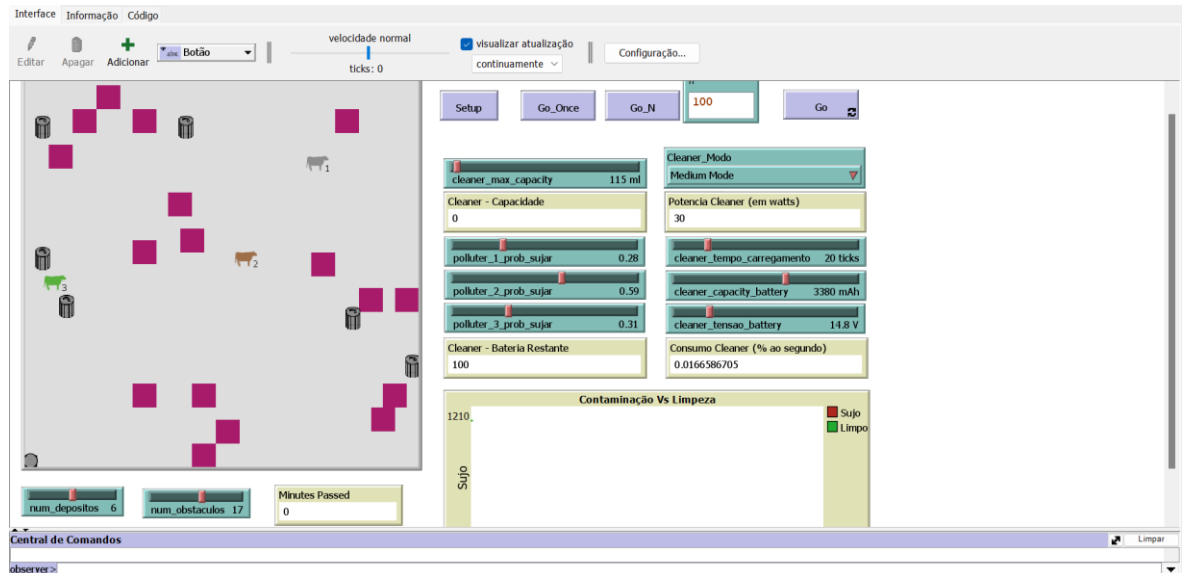 Interface Informação Código
Editar Apagar Adicionar abc Botão velocidade normal ticks: 0 visualizar atualização continuamente Configuração...
Setup Go_Once Go_N 100 Go
cleaner_max_capacity 115 ml
Cleaner_Modo
Medium Mode
Cleaner - Capacidade
0
Potencia Cleaner (em watts)
30
polluter_1_prob_sujar 0.28
cleaner_tempo_carregamento 20 ticks
polluter_2_prob_sujar 0.59
cleaner_capacity_battery 3380 mAh
polluter_3_prob_sujar 0.31
cleaner_tensao_battery 14.8 V
Cleaner - Bateria Restante
100
Consumo Cleaner (% ao segundo)
0.0166586705
1
2
3
Contaminação Vs Limpeza
1210
Sujo
Sujo
Limpo
num_depositos 6
num_obstaculos 17
Minutes Passed
0
Central de Comandos Limpar
observer>